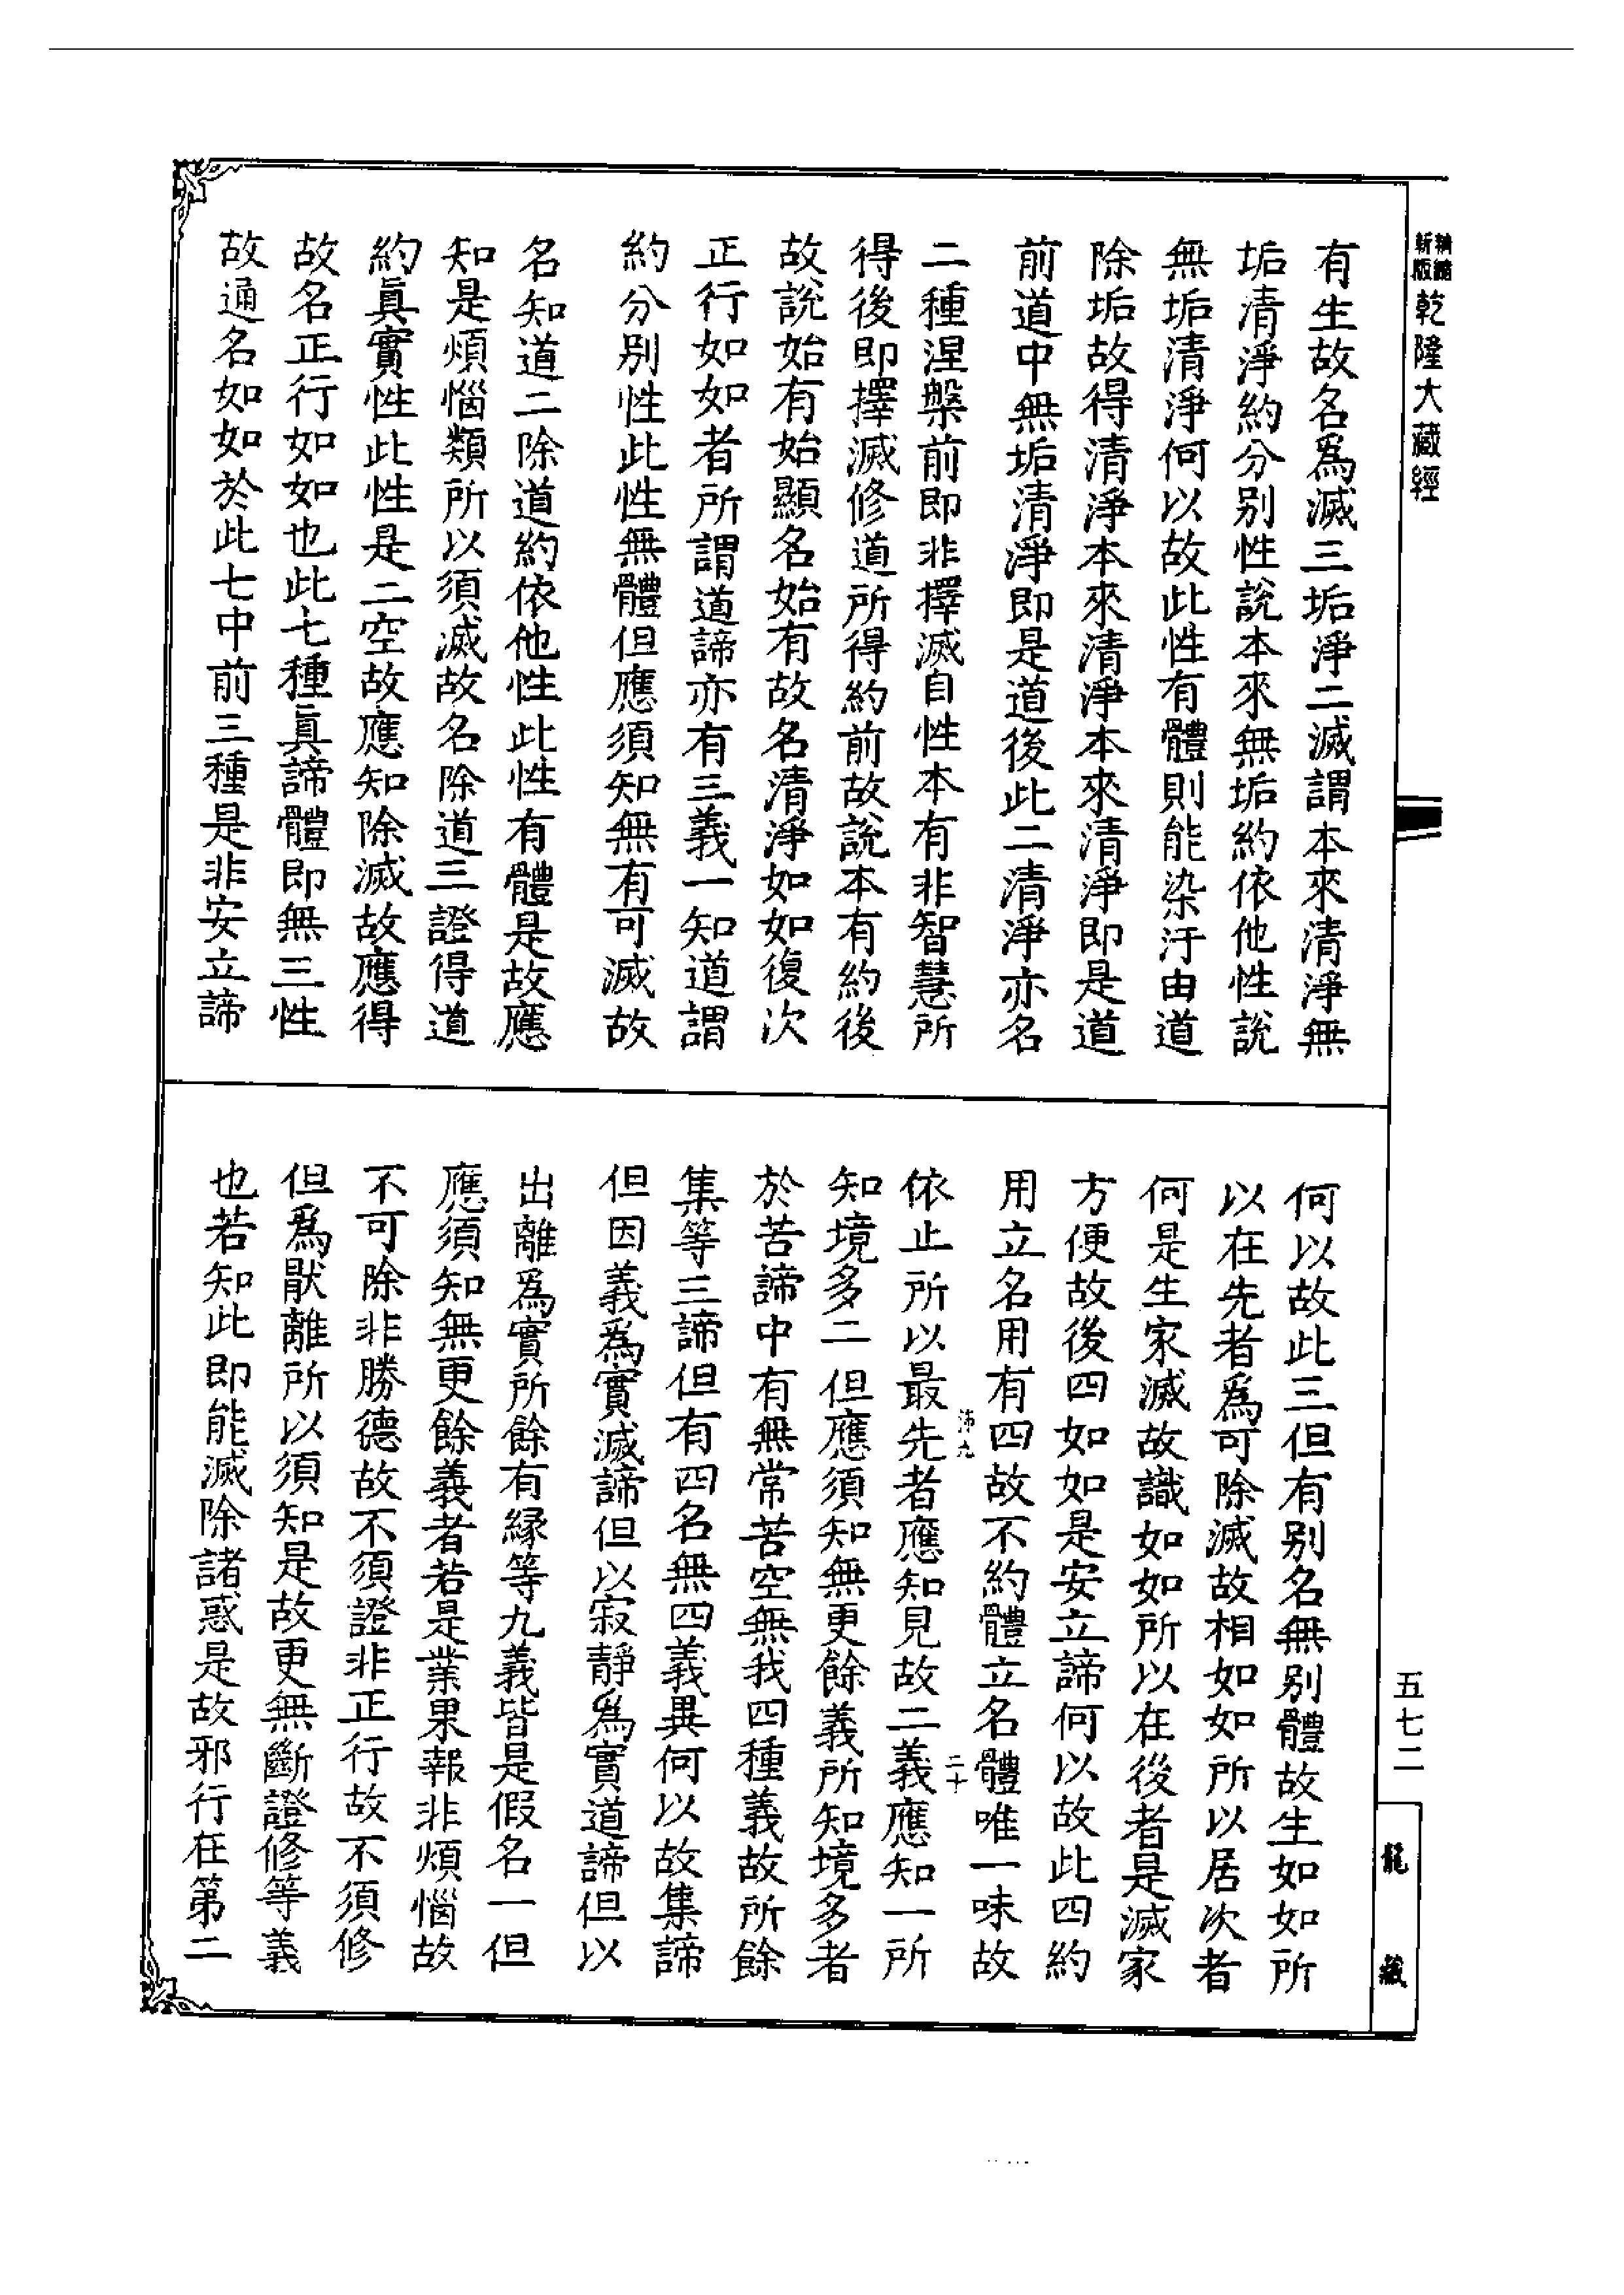 精縮
新版
乾隆大藏經
有生故名爲滅三垢淨二滅謂本來清淨無
垢清淨約分别性說本來無垢約依他性說
無垢清淨何以故此性有體則能染汙由道
除垢故得清淨本來清淨本來清淨即是道
前道中無垢清淨即是道後此二清淨亦名
二種涅槃前即非擇滅自性本有非智慧所
得後即擇滅修道所得約前故說本有約後
故說始有始顯名始有故名清淨如如復次
正行如如者所謂道諦亦有三義一知道謂
約分别性此性無體但應須知無有可滅故
名知道二除道約依他性此性有體是故應
知是煩惱類所以須滅故名除道三證得道
約眞實性此性是二空故應知除滅故應得
故名正行如如也此七種眞諦體即無三性
故通名如如於此七中前三種是非安立諦
何以故此三但有别名無别體故生如如所
以在先者爲可除滅故相如如所以居次者
何是生家滅故識如如所以在後者是滅家
方便故後四如如是安立諦何以故此四約
用立名用有四故不約體立名體唯一味故
沛九
二十
依止所以最先者應知見故二義應知一所
知境多二但應須知無更餘義所知境多者
於苦諦中有無常苦空無我四種義故所餘
集等三諦但有四名無四義異何以故集諦
但因義爲實滅諦但以寂靜爲實道諦但以
出離爲實所餘有緣等九義皆是假名一但
應須知無更餘義者若是業果報非煩惱故
不可除非勝德故不須證非正行故不須修
但爲猒離所以須知是故更無斷證修等義
也若知此即能滅除諸惑是故邪行在第二
五七二
龍
藏